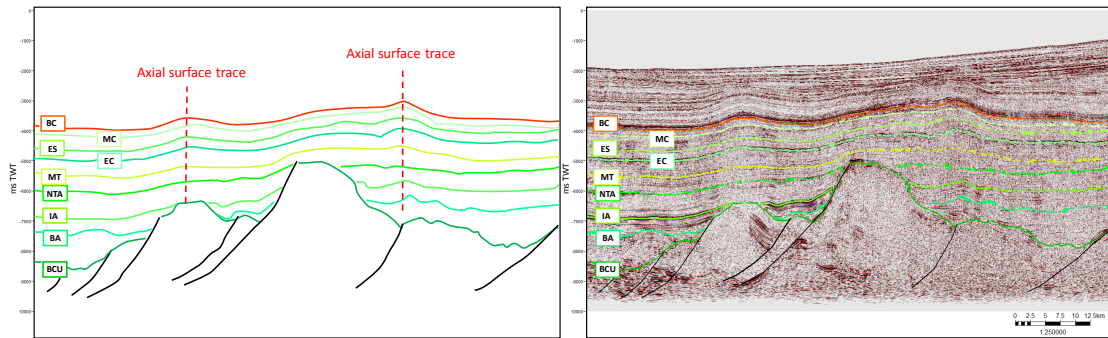 Axial surface trace
Axial surface trace
0
-1000
-2000
-3000
-4000
-5000
-6000
-7000
-8000
-9000
10000
ms TWT
BC
MC
ES
EC
MT
NTA
IA
BA
BCU
0
-1000
-2000
-3000
-4000
-5000
-6000
-7000
-8000
-9000
10000
ms TWT
BC
MC
ES
EC
MT
NTA
IA
BA
BCU
0 2.5 5 7.5 10 12.5km
1:250000